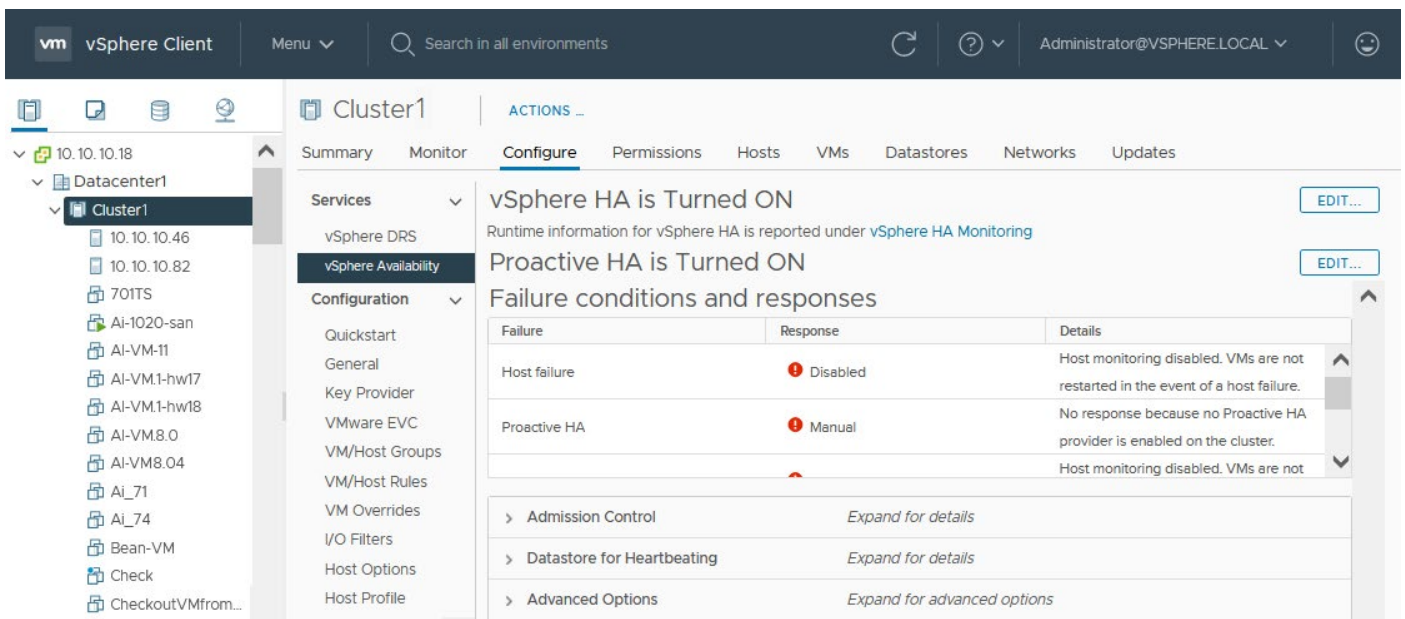 vm vSphere Client Menu Search in all environments Administrator@VSPHERE.LOCAL
10.10.10.18
Datacenter1
Cluster1
10.10.10.46
10.10.10.82
701TS
Ai-1020-san
AI-VM-11
AI-VM.1-hw17
AI-VM.1-hw18
AI-VM.8.0
AI-VM8.04
Ai_71
Ai_74
Bean-VM
Check
CheckoutVMfrom...
Cluster1 ACTIONS
Summary Monitor Configure Permissions Hosts VMs Datastores Networks Updates
Services
vSphere DRS
vSphere Availability
Configuration
Quickstart
General
Key Provider
VMware EVC
VM/Host Groups
VM/Host Rules
VM Overrides
I/O Filters
Host Options
Host Profile
vSphere HA is Turned ON EDIT...
Runtime information for vSphere HA is reported under vSphere HA Monitoring
Proactive HA is Turned ON EDIT...
Failure conditions and responses
Failure Response Details
Host failure Disabled Host monitoring disabled. VMs are not
restarted in the event of a host failure.
Proactive HA Manual No response because no Proactive HA
provider is enabled on the cluster.
Host monitoring disabled. VMs are not
Admission Control Expand for details
Datastore for Heartbeating Expand for details
Advanced Options Expand for advanced options